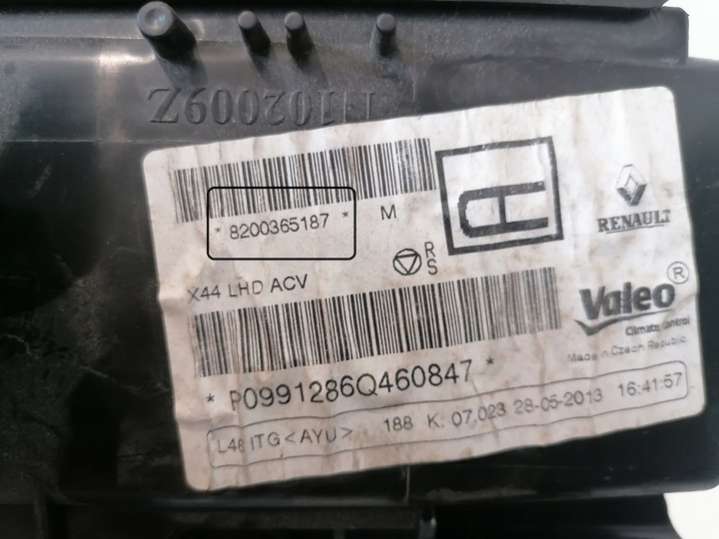 T1102009Z
* 8200365187 * M
A
RENAULT
R
S
X44 LHD ACV
Valeo ®
Climate Control
Made in Czech Republic
* P0991286Q460847 *
L48 ITG <AYU> 188 K: 07.023 28-05-2013 16:41:57